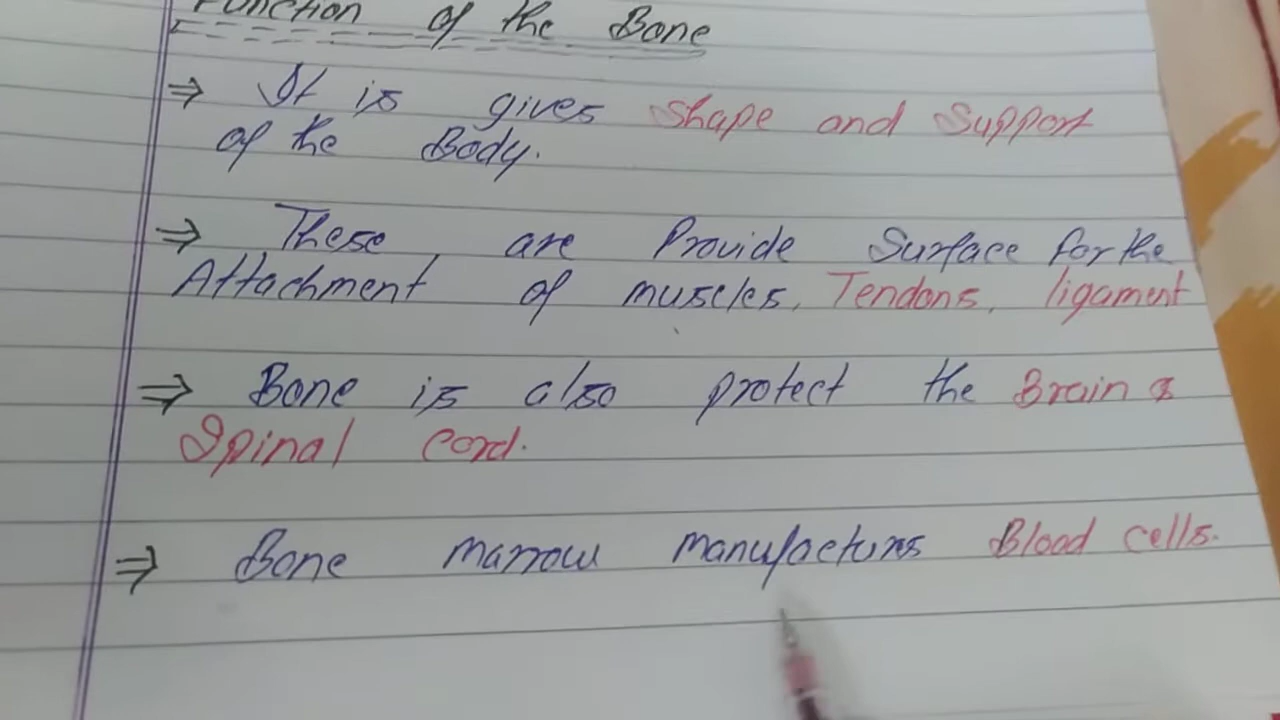 Function of the Bone
⇒ It is gives Shape and Support
of the Body.
⇒ These are Provide Surface for the
Attachment of muscles, Tendons, ligament
⇒ Bone is also protect the Brain &
Spinal cord.
⇒ Bone marrow manufactures Blood cells.